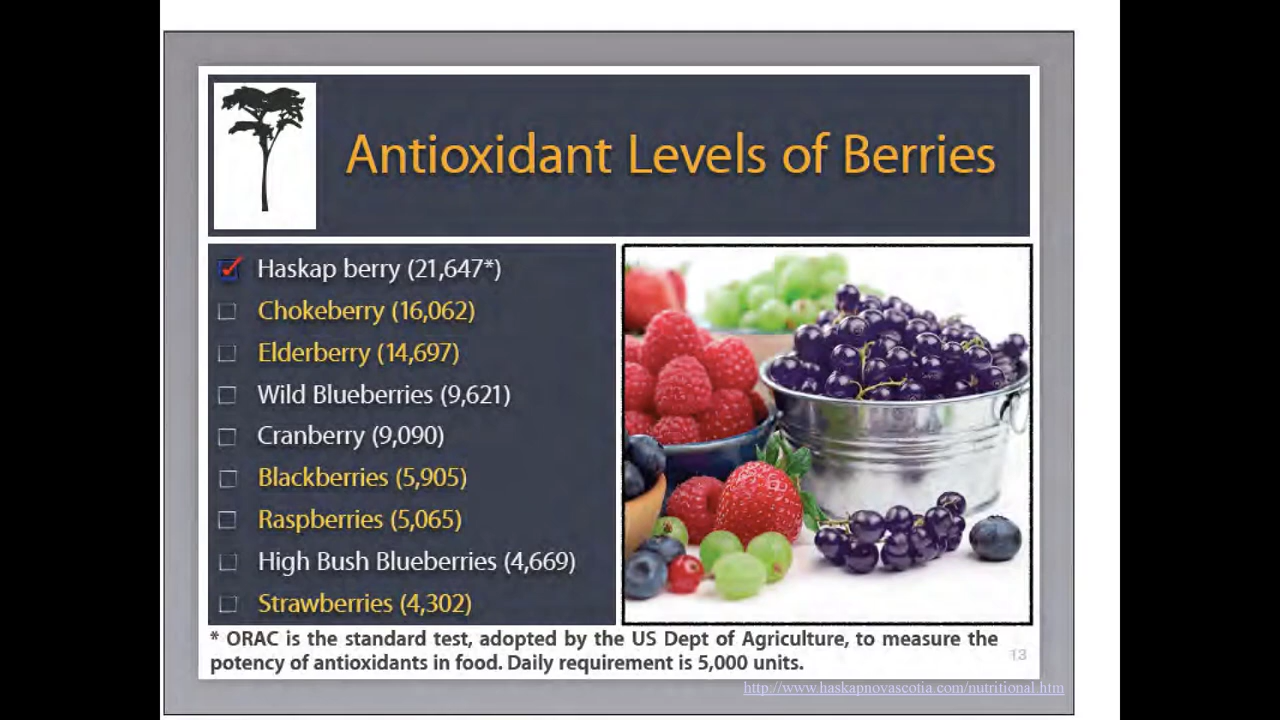 Antioxidant Levels of Berries
Haskap berry (21,647*)
Chokeberry (16,062)
Elderberry (14,697)
Wild Blueberries (9,621)
Cranberry (9,090)
Blackberries (5,905)
Raspberries (5,065)
High Bush Blueberries (4,669)
Strawberries (4,302)
* ORAC is the standard test, adopted by the US Dept of Agriculture, to measure the
potency of antioxidants in food. Daily requirement is 5,000 units.
13
http://www.haskapnovascotia.com/nutritional.htm